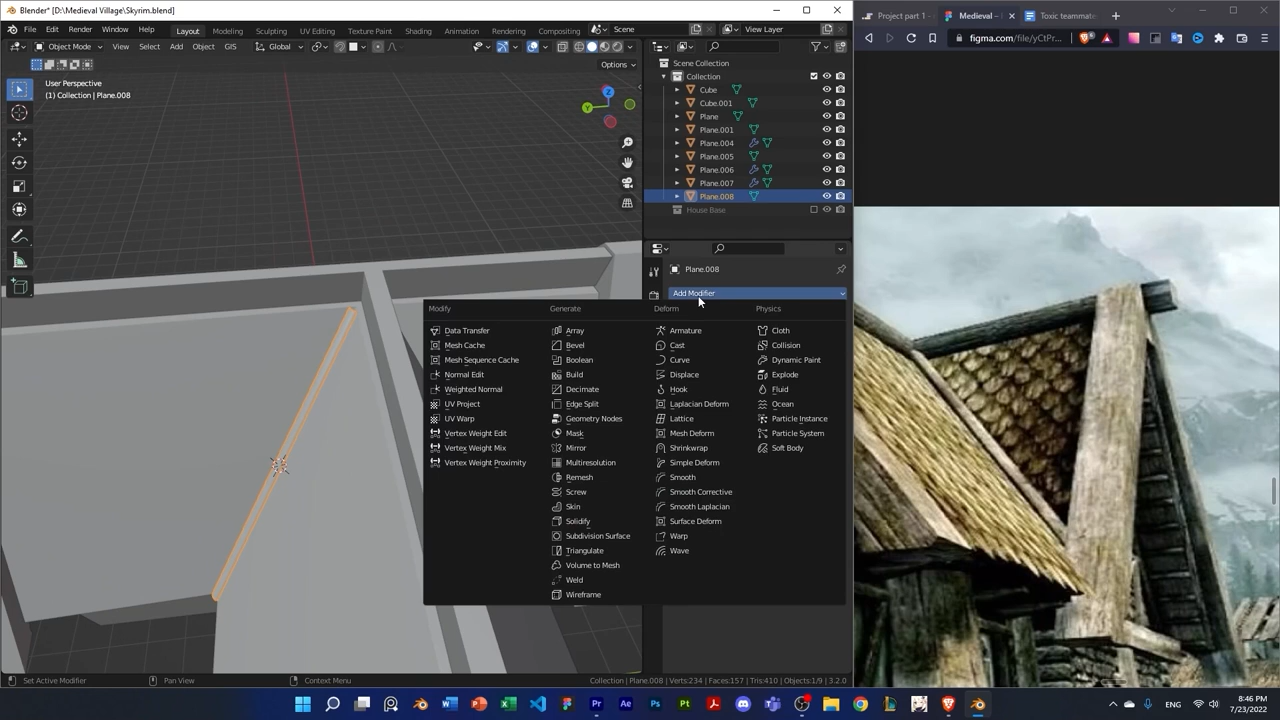 Blender* [D:\Medieval Village\Skyrim.blend]
File Edit Render Window Help Layout Modeling Sculpting UV Editing Texture Paint Shading Animation Rendering Compositing Scene View Layer
Object Mode View Select Add Object GIS Global
Options
User Perspective
(1) Collection | Plane.008
Z
Y
Scene Collection
Collection
Cube
Cube.001
Plane
Plane.001
Plane.004
Plane.005
Plane.006
Plane.007
Plane.008
House Base
Plane.008
Add Modifier
Modify
Data Transfer
Mesh Cache
Mesh Sequence Cache
Normal Edit
Weighted Normal
UV Project
UV Warp
Vertex Weight Edit
Vertex Weight Mix
Vertex Weight Proximity
Generate
Array
Bevel
Boolean
Build
Decimate
Edge Split
Geometry Nodes
Mask
Mirror
Multiresolution
Remesh
Screw
Skin
Solidify
Subdivision Surface
Triangulate
Volume to Mesh
Weld
Wireframe
Deform
Armature
Cast
Curve
Displace
Hook
Laplacian Deform
Lattice
Mesh Deform
Shrinkwrap
Simple Deform
Smooth
Smooth Corrective
Smooth Laplacian
Surface Deform
Warp
Wave
Physics
Cloth
Collision
Dynamic Paint
Explode
Fluid
Ocean
Particle Instance
Particle System
Soft Body
Set Active Modifier Pan View Context Menu Collection | Plane.008 | Verts:234 | Faces:157 | Tris:410 | Objects:1/9 | 3.2.0
Project part 1 - Medieval – Toxic teammate
figma.com/file/yCtPr...
ENG
8:46 PM
7/23/2022